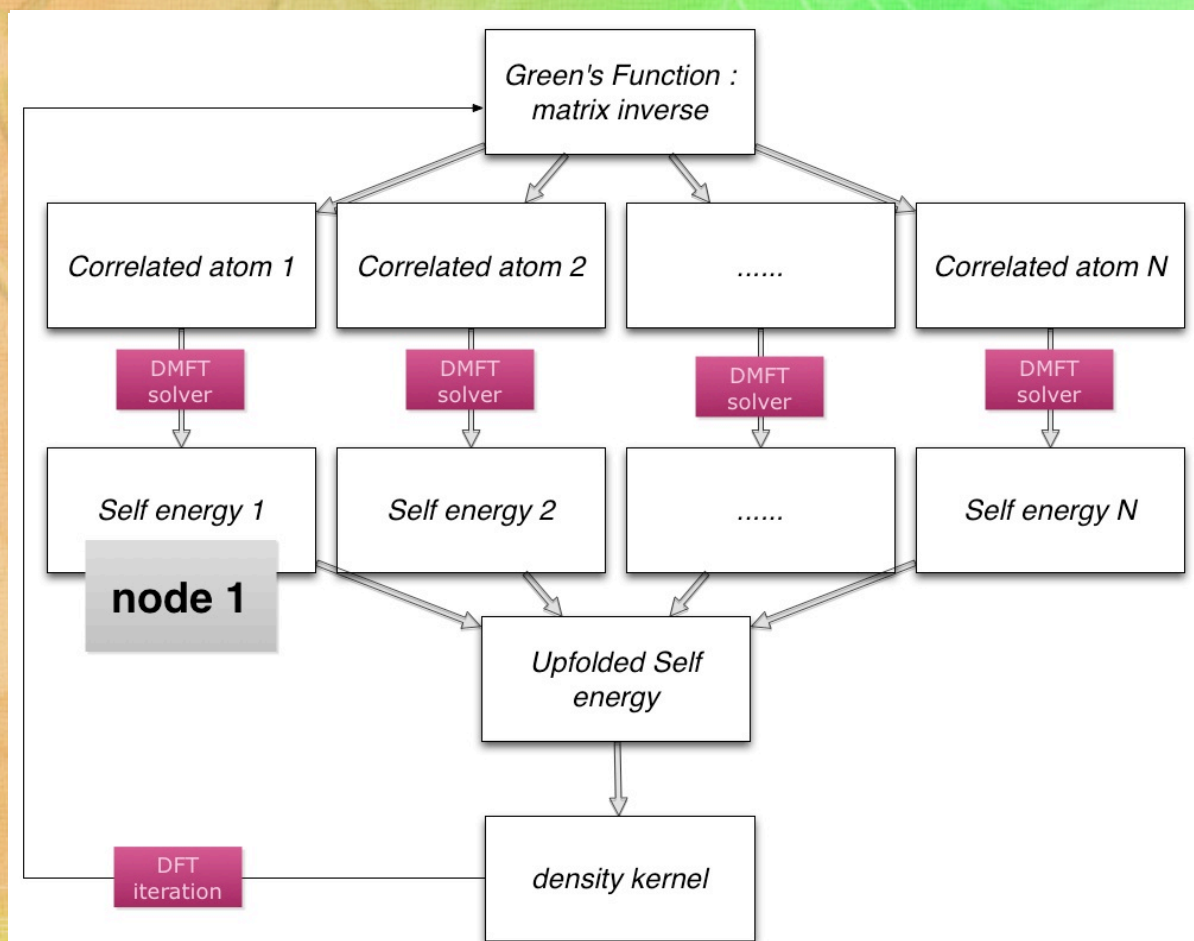 Green's Function :
matrix inverse
Correlated atom 1
Correlated atom 2
......
Correlated atom N
DMFT
solver
DMFT
solver
DMFT
solver
DMFT
solver
Self energy 1
Self energy 2
......
Self energy N
node 1
Upfolded Self
energy
density kernel
DFT
iteration